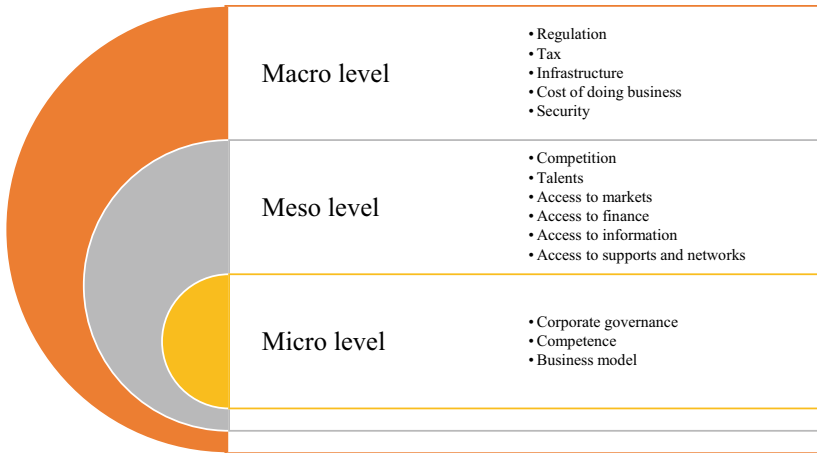 Macro level
• Regulation
• Tax
• Infrastructure
• Cost of doing business
• Security
Meso level
• Competition
• Talents
• Access to markets
• Access to finance
• Access to information
• Access to supports and networks
Micro level
• Corporate governance
• Competence
• Business model